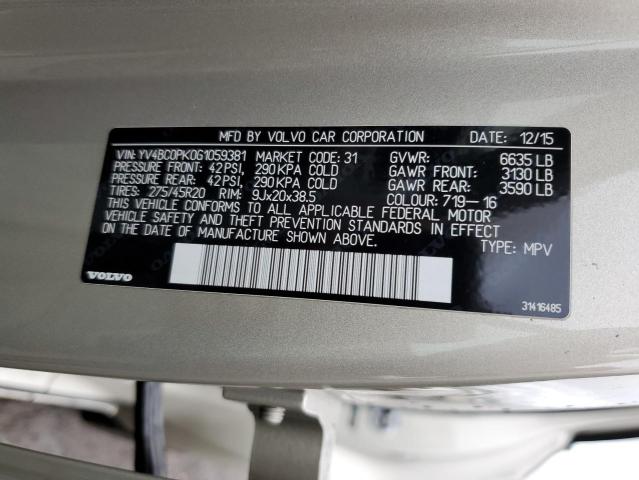 MFD BY VOLVO CAR CORPORATION DATE: 12/15
VIN: YV4BC0PK0G1059381 MARKET CODE: 31 GVWR: 6635 LB
PRESSURE FRONT: 42 PSI, 290 KPA COLD GAWR FRONT: 3130 LB
PRESSURE REAR: 42 PSI, 290 KPA COLD GAWR REAR: 3590 LB
TIRES: 275/45R20 RIM: 9Jx20x38.5 COLOUR: 719-16
THIS VEHICLE CONFORMS TO ALL APPLICABLE FEDERAL MOTOR
VEHICLE SAFETY AND THEFT PREVENTION STANDARDS IN EFFECT
ON THE DATE OF MANUFACTURE SHOWN ABOVE. TYPE: MPV
VOLVO
31416485